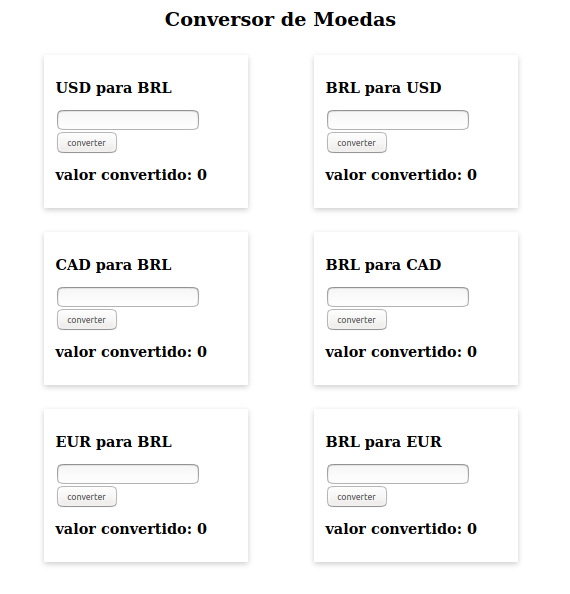 Conversor de Moedas
USD para BRL
converter
valor convertido: 0
BRL para USD
converter
valor convertido: 0
CAD para BRL
converter
valor convertido: 0
BRL para CAD
converter
valor convertido: 0
EUR para BRL
converter
valor convertido: 0
BRL para EUR
converter
valor convertido: 0